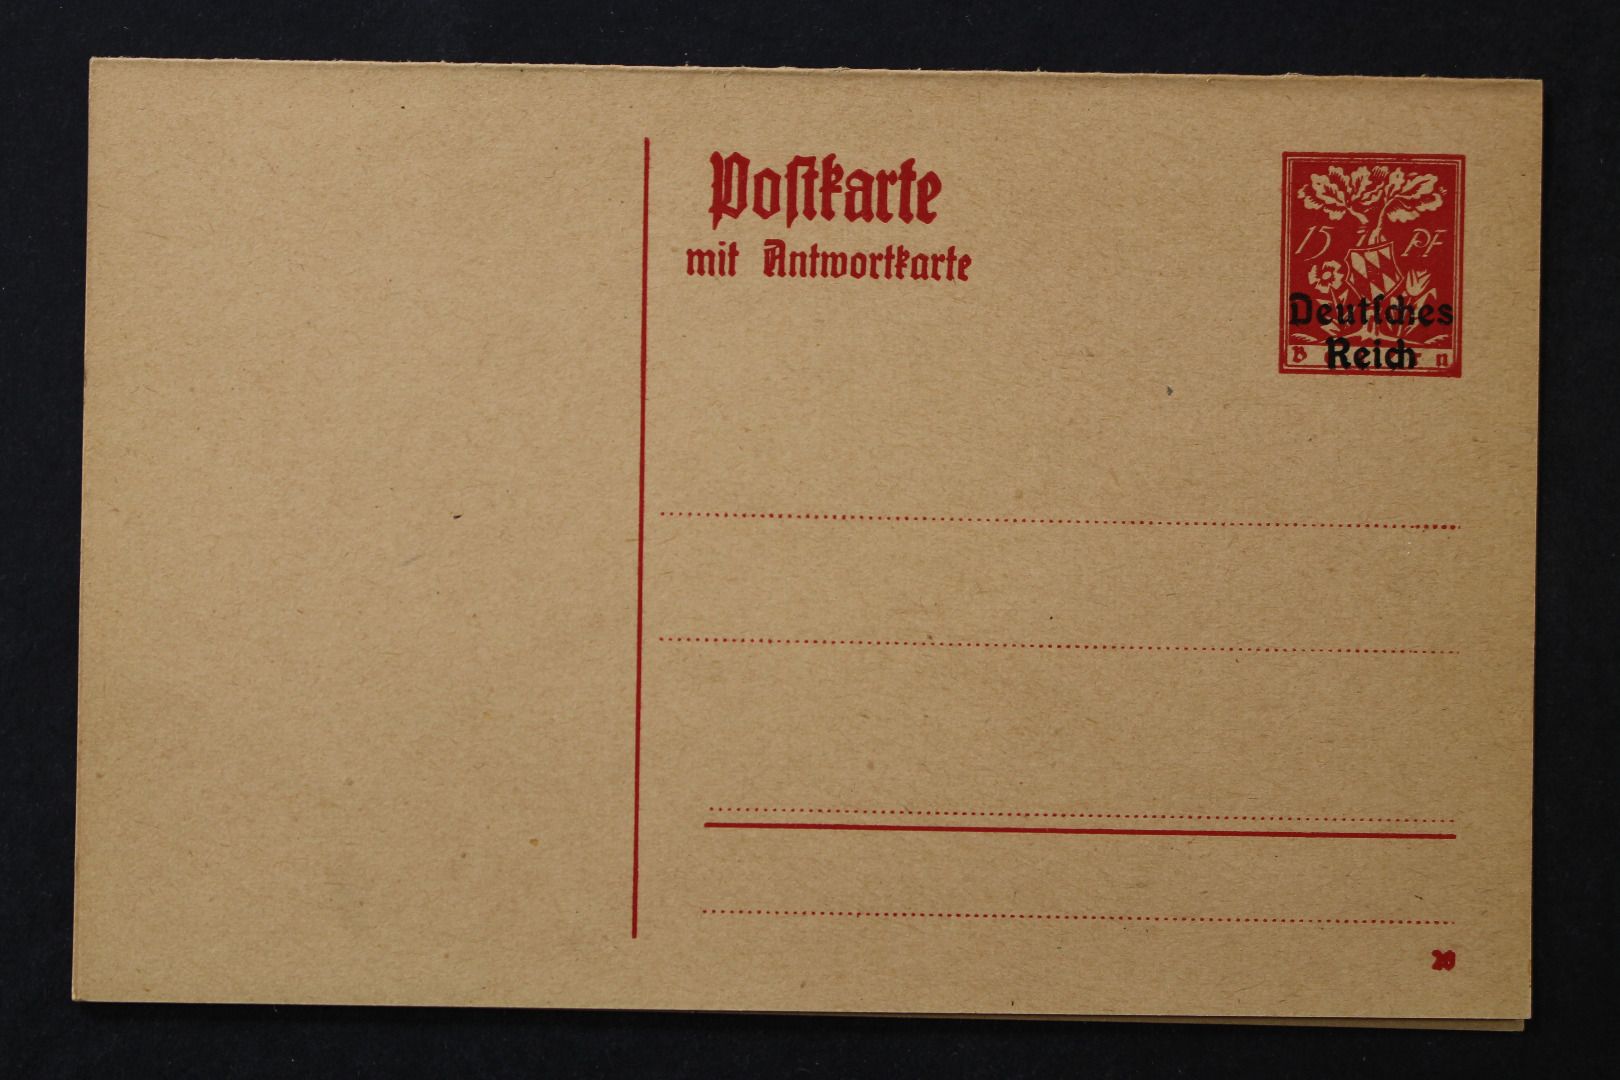 Poſtkarte
mit Antwortkarte
15 PF
Deutſches
Reich
20